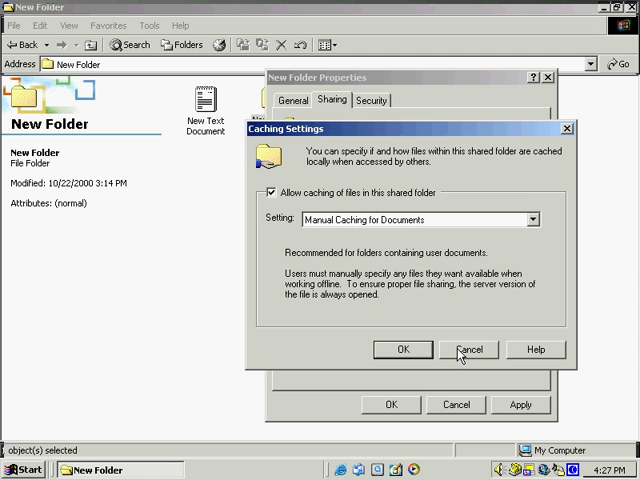 New Folder
File Edit View Favorites Tools Help
Back Search Folders
Address New Folder Go
New Folder
New Folder
File Folder
Modified: 10/22/2000 3:14 PM
Attributes: (normal)
New Text
Document
New Folder Properties
General Sharing Security
Caching Settings
You can specify if and how files within this shared folder are cached
locally when accessed by others.
Allow caching of files in this shared folder
Setting: Manual Caching for Documents
Recommended for folders containing user documents.
Users must manually specify any files they want available when
working offline. To ensure proper file sharing, the server version of
the file is always opened.
OK Cancel Help
OK Cancel Apply
object(s) selected My Computer
Start New Folder 4:27 PM